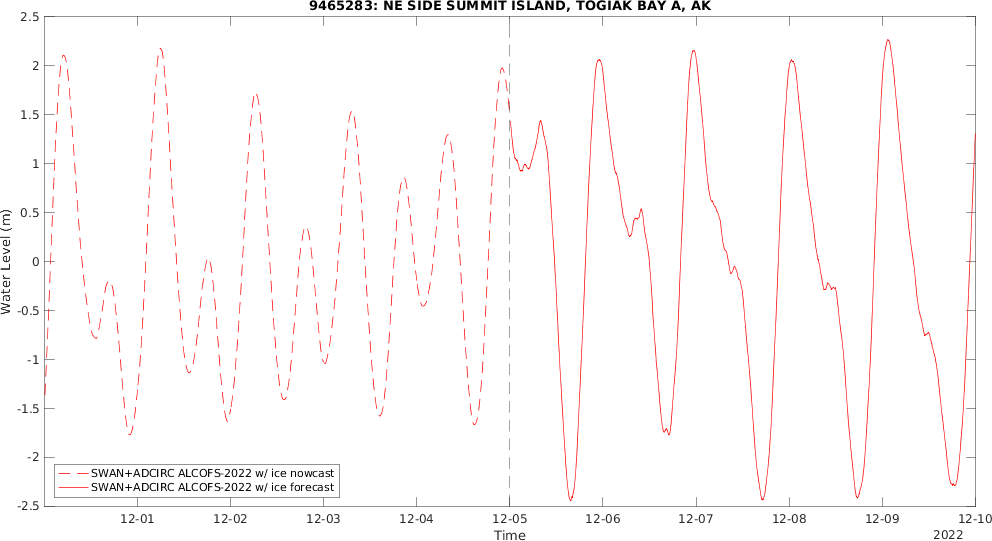 9465283: NE SIDE SUMMIT ISLAND, TOGIAK BAY A, AK
Water Level (m)
2.5
2
1.5
1
0.5
0
-0.5
-1
-1.5
-2
-2.5
SWAN+ADCIRC ALCOFS-2022 w/ ice nowcast
SWAN+ADCIRC ALCOFS-2022 w/ ice forecast
12-01 12-02 12-03 12-04 12-05 12-06 12-07 12-08 12-09 12-10
Time
2022